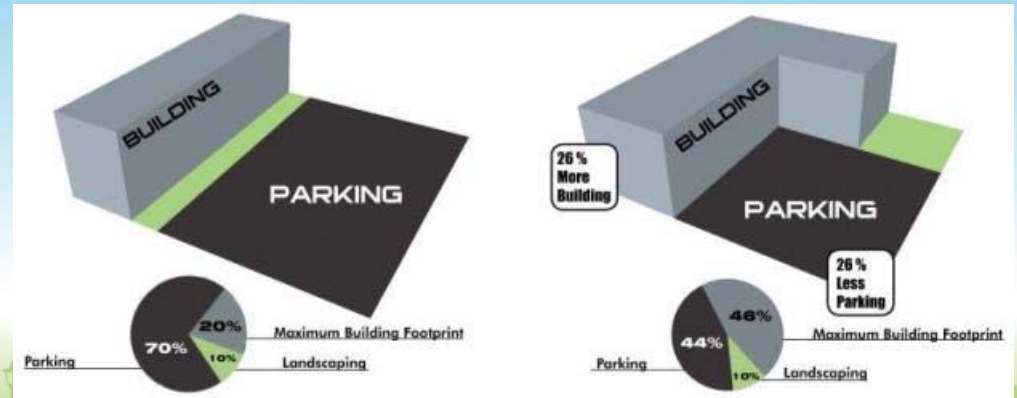 BUILDING
PARKING
20%
70%
10%
Maximum Building Footprint
Parking
Landscaping
BUILDING
26%
More
Building
PARKING
26%
Less
Parking
46%
44%
10%
Maximum Building Footprint
Parking
Landscaping